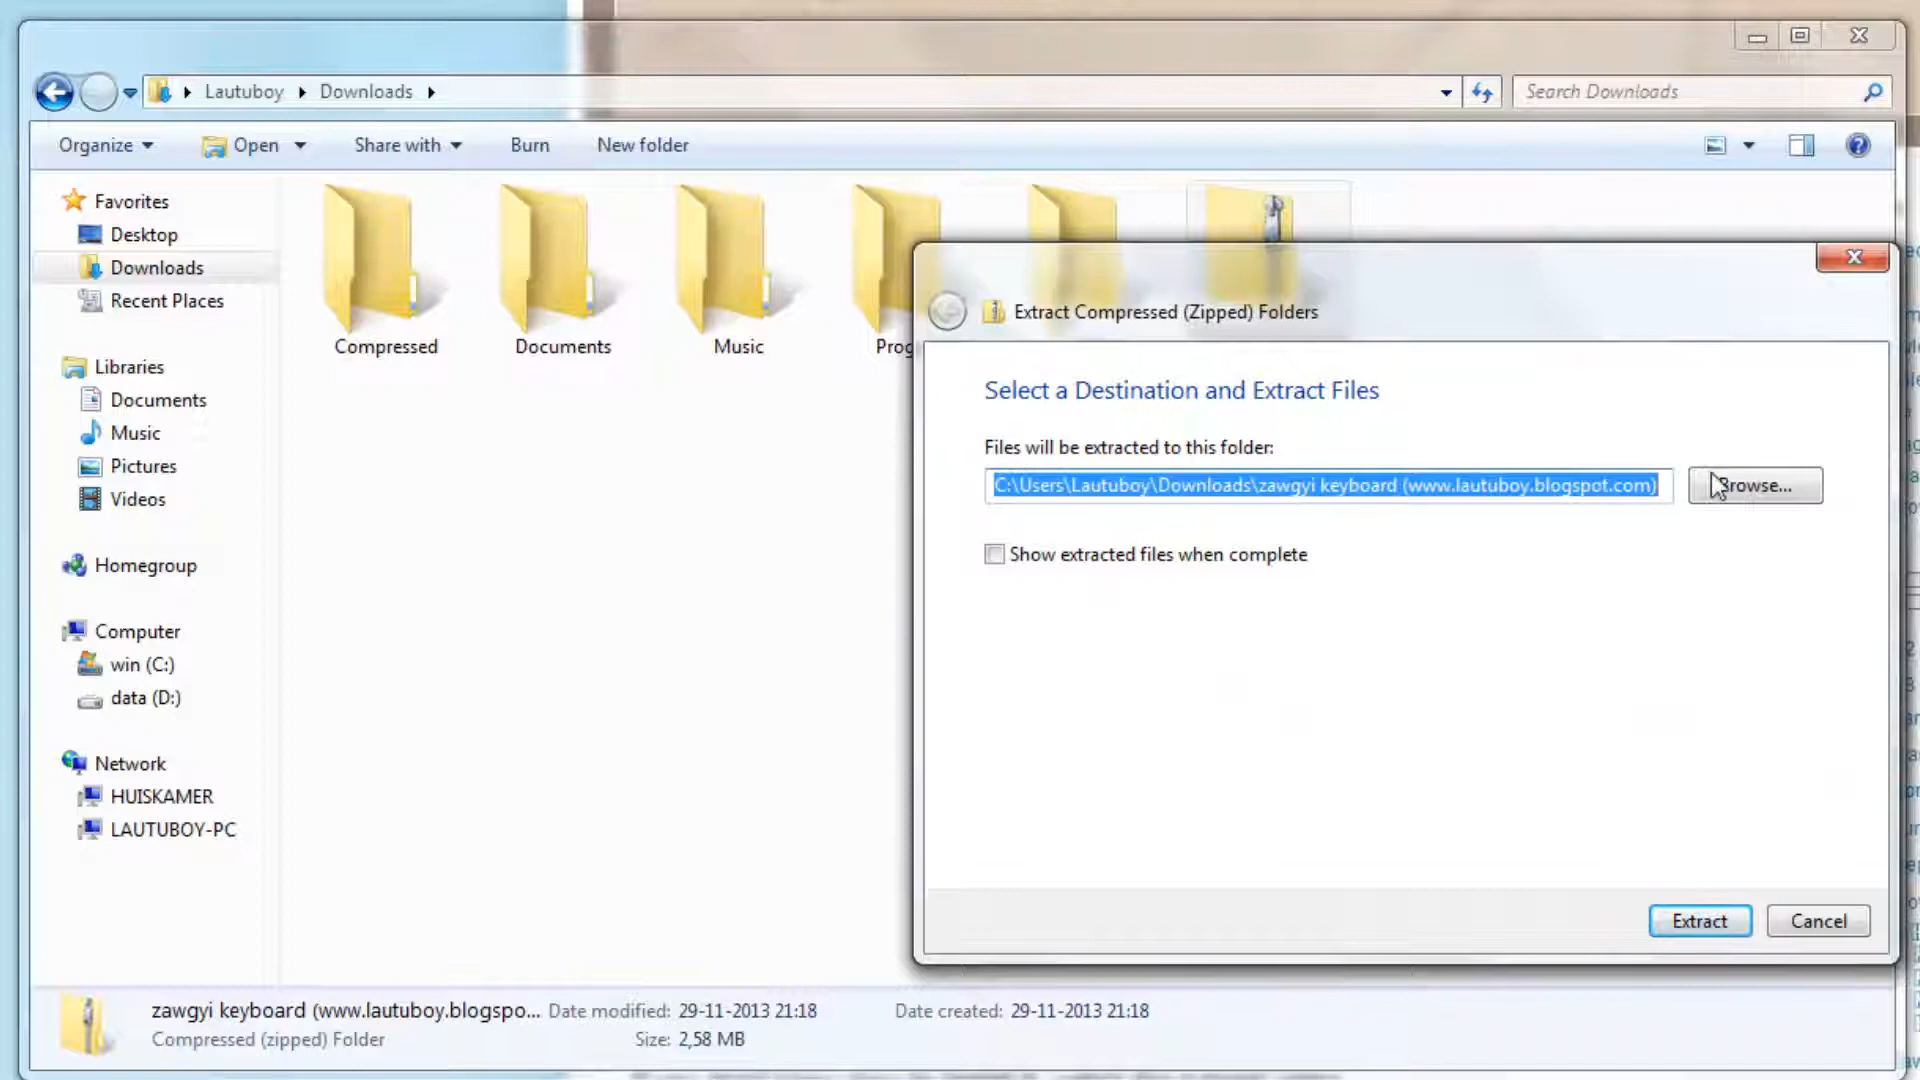 Lautuboy
Downloads
Search Downloads
Organize
Open
Share with
Burn
New folder
Favorites
Desktop
Downloads
Recent Places
Libraries
Documents
Music
Pictures
Videos
Homegroup
Computer
win (C:)
data (D:)
Network
HUISKAMER
LAUTUBOY-PC
Compressed
Documents
Music
Prog
Extract Compressed (Zipped) Folders
Select a Destination and Extract Files
Files will be extracted to this folder:
C:\Users\Lautuboy\Downloads\zawgyi keyboard (www.lautuboy.blogspot.com)
Browse...
Show extracted files when complete
Extract
Cancel
zawgyi keyboard (www.lautuboy.blogspo... Date modified: 29-11-2013 21:18 Date created: 29-11-2013 21:18
Compressed (zipped) Folder Size: 2,58 MB